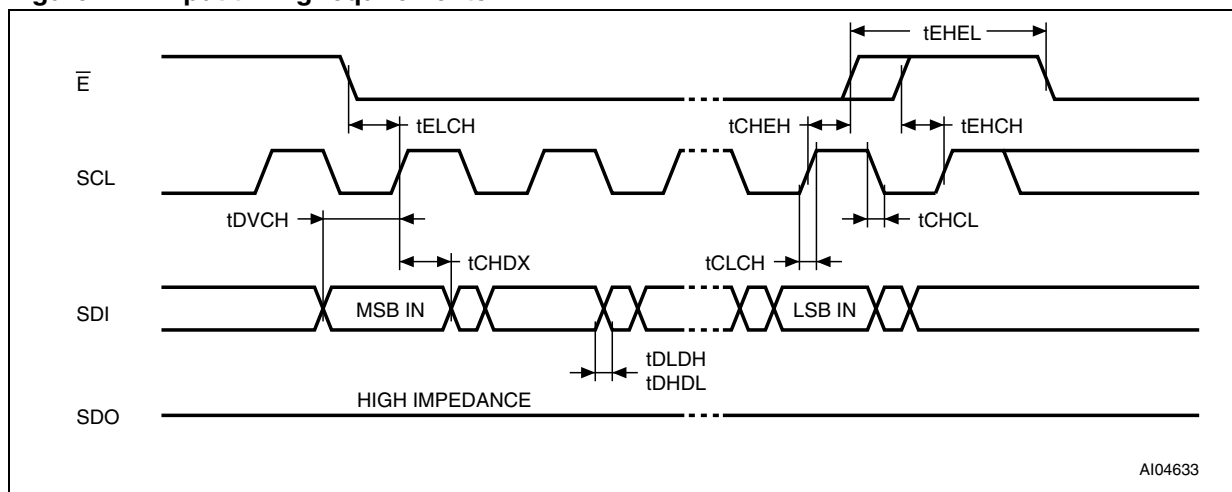 tEHEL
E
tELCH
tCHEH
tEHCH
SCL
tDVCH
tCHCL
tCHDX
tCLCH
SDI
MSB IN
LSB IN
tDLDH
tDHDL
HIGH IMPEDANCE
SDO
AI04633